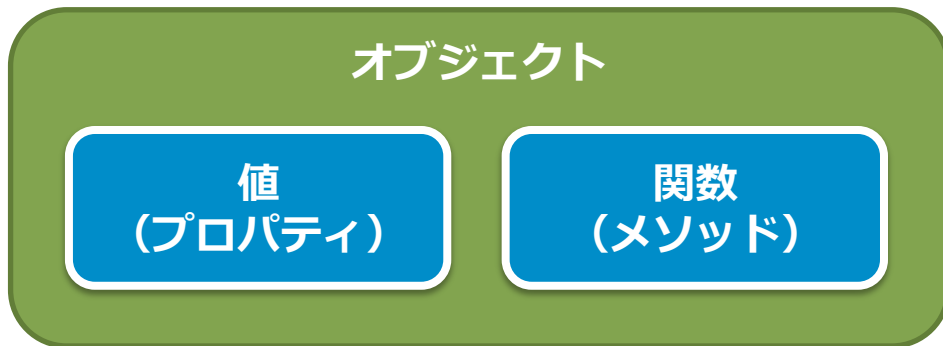 オブジェクト
値
（プロパティ）
関数
（メソッド）